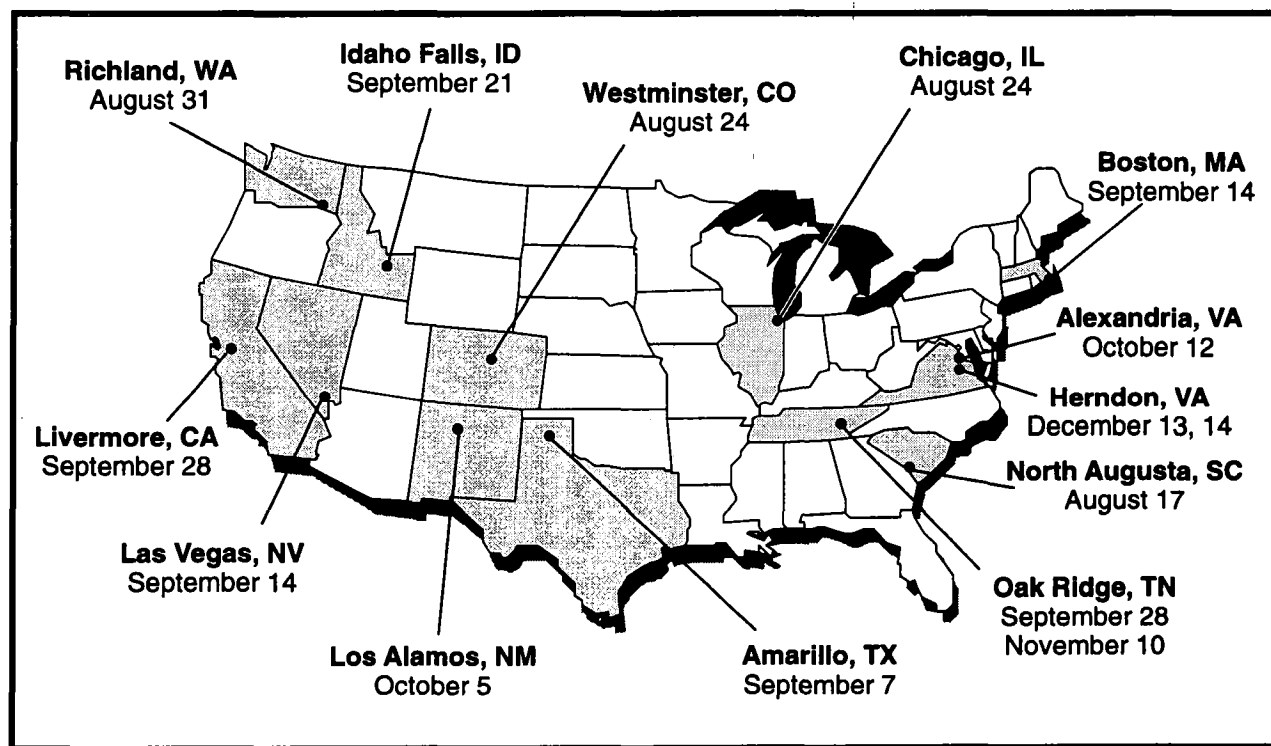 Richland, WA
August 31
Idaho Falls, ID
September 21
Westminster, CO
August 24
Chicago, IL
August 24
Boston, MA
September 14
Alexandria, VA
October 12
Herndon, VA
December 13, 14
North Augusta, SC
August 17
Livermore, CA
September 28
Las Vegas, NV
September 14
Los Alamos, NM
October 5
Amarillo, TX
September 7
Oak Ridge, TN
September 28
November 10